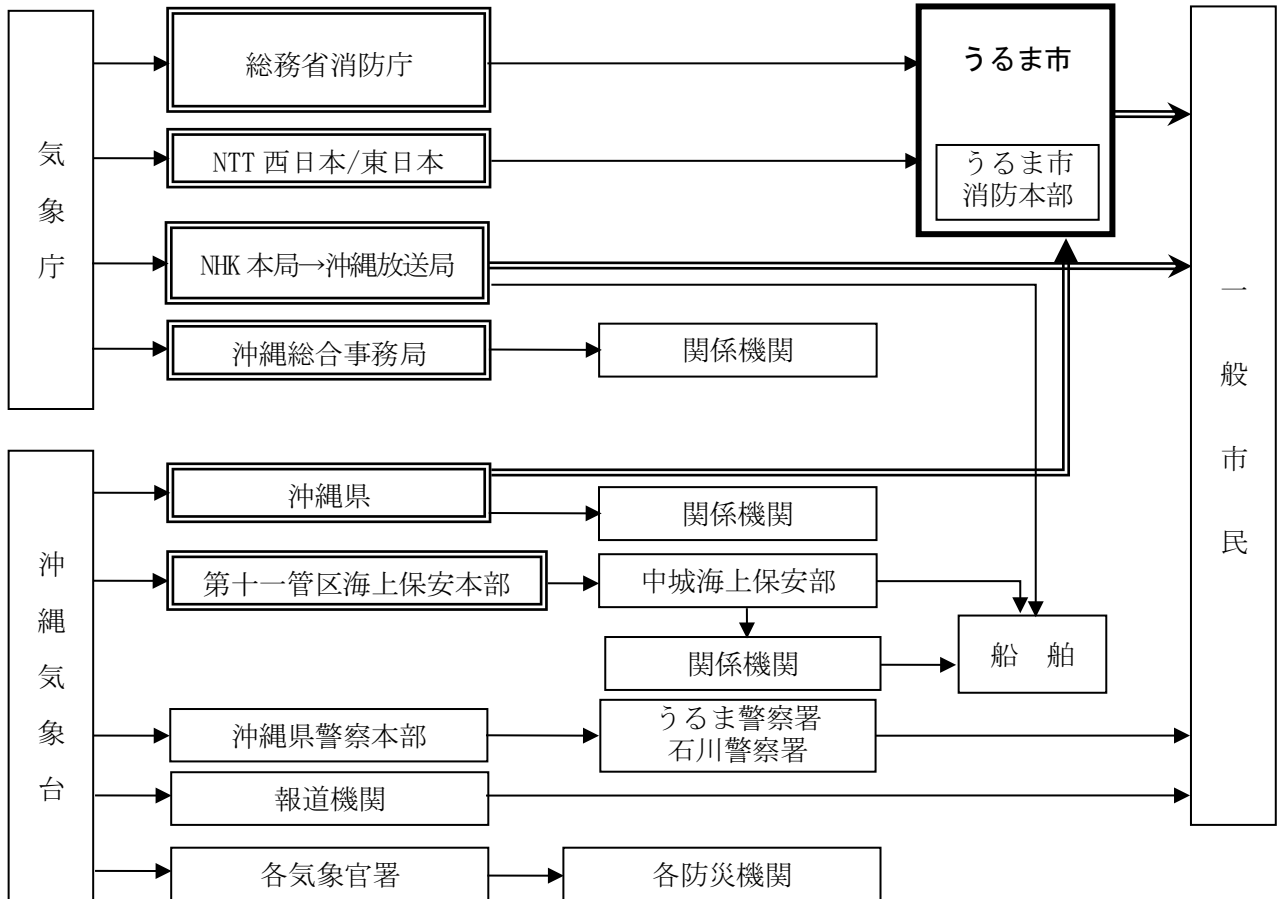 気象庁
総務省消防庁
NTT 西日本/東日本
NHK 本局→沖縄放送局
沖縄総合事務局
関係機関
うるま市
うるま市
消防本部
一般市民
沖縄気象台
沖縄県
関係機関
第十一管区海上保安本部
中城海上保安部
関係機関
船 舶
沖縄県警察本部
うるま警察署
石川警察署
報道機関
各気象官署
各防災機関